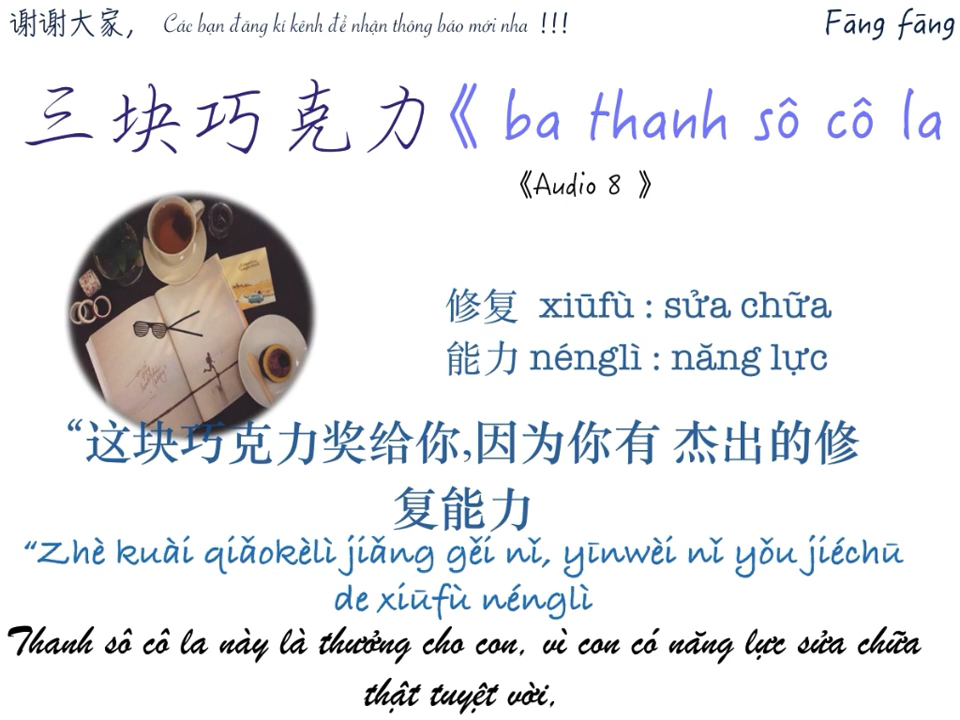 谢谢大家, Các bạn đăng kí kênh để nhận thông báo mới nha !!! Fāng fāng
三块巧克力《 ba thanh sô cô la
《Audio 8 》
修复 xiūfù : sửa chữa
能力 nénglì : năng lực
“这块巧克力奖给你,因为你有 杰出的修
复能力
“Zhè kuài qiǎokèlì jiǎng gěi nǐ, yīnwèi nǐ yǒu jiéchū
de xiūfù nénglì
Thanh sô cô la này là thưởng cho con, vì con có năng lực sửa chữa
thật tuyệt vời.